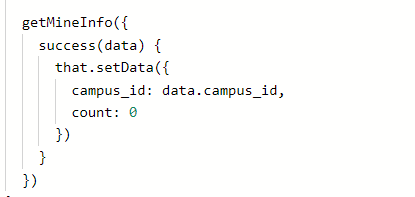 getMineInfo({
success(data) {
that.setData({
campus_id: data.campus_id,
count: 0
})
}
})